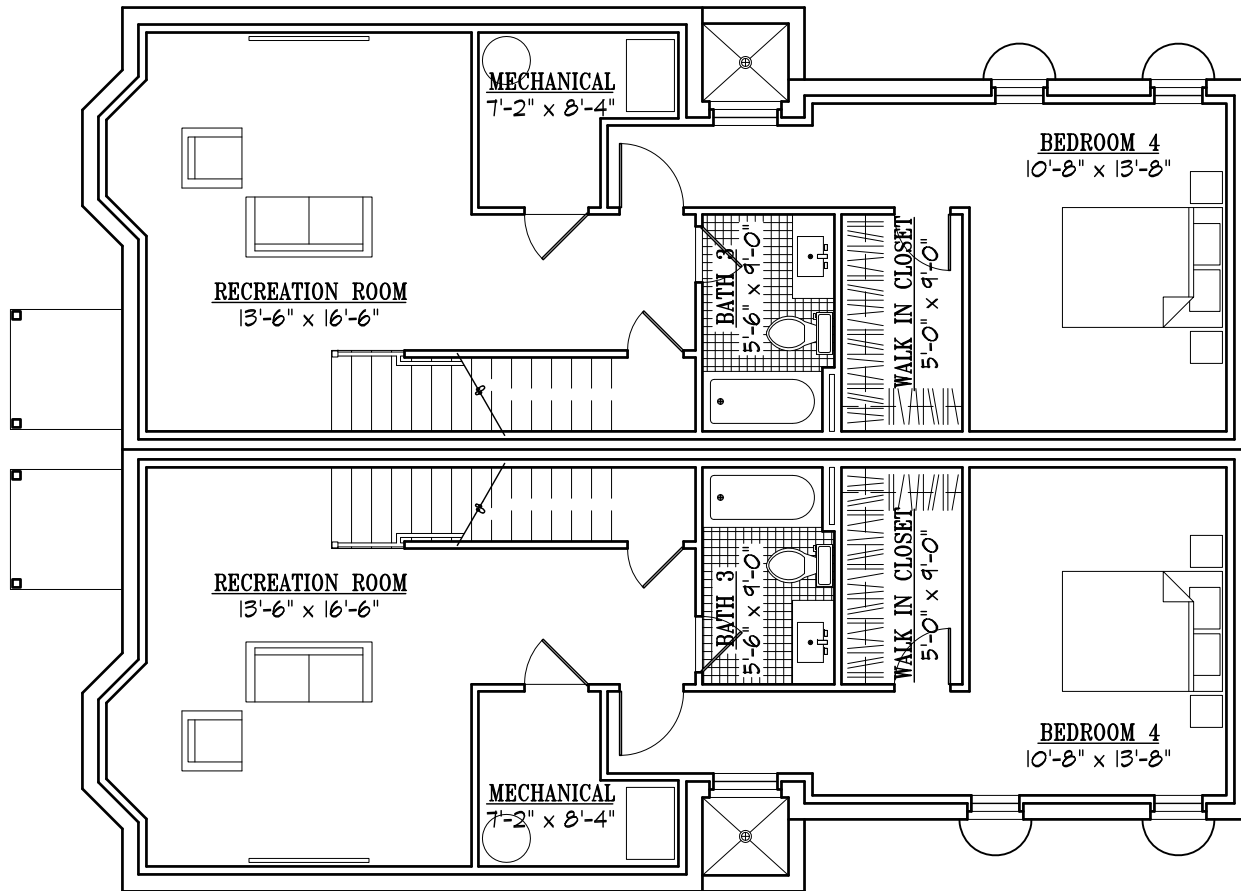 MECHANICAL
7'-2" x 8'-4"
BEDROOM 4
10'-8" x 13'-8"
RECREATION ROOM
13'-6" x 16'-6"
BATH 3
5'-6" x 9'-0"
WALK IN CLOSET
5'-0" x 9'-0"
RECREATION ROOM
13'-6" x 16'-6"
BATH 3
5'-6" x 9'-0"
WALK IN CLOSET
5'-0" x 9'-0"
BEDROOM 4
10'-8" x 13'-8"
MECHANICAL
7'-2" x 8'-4"